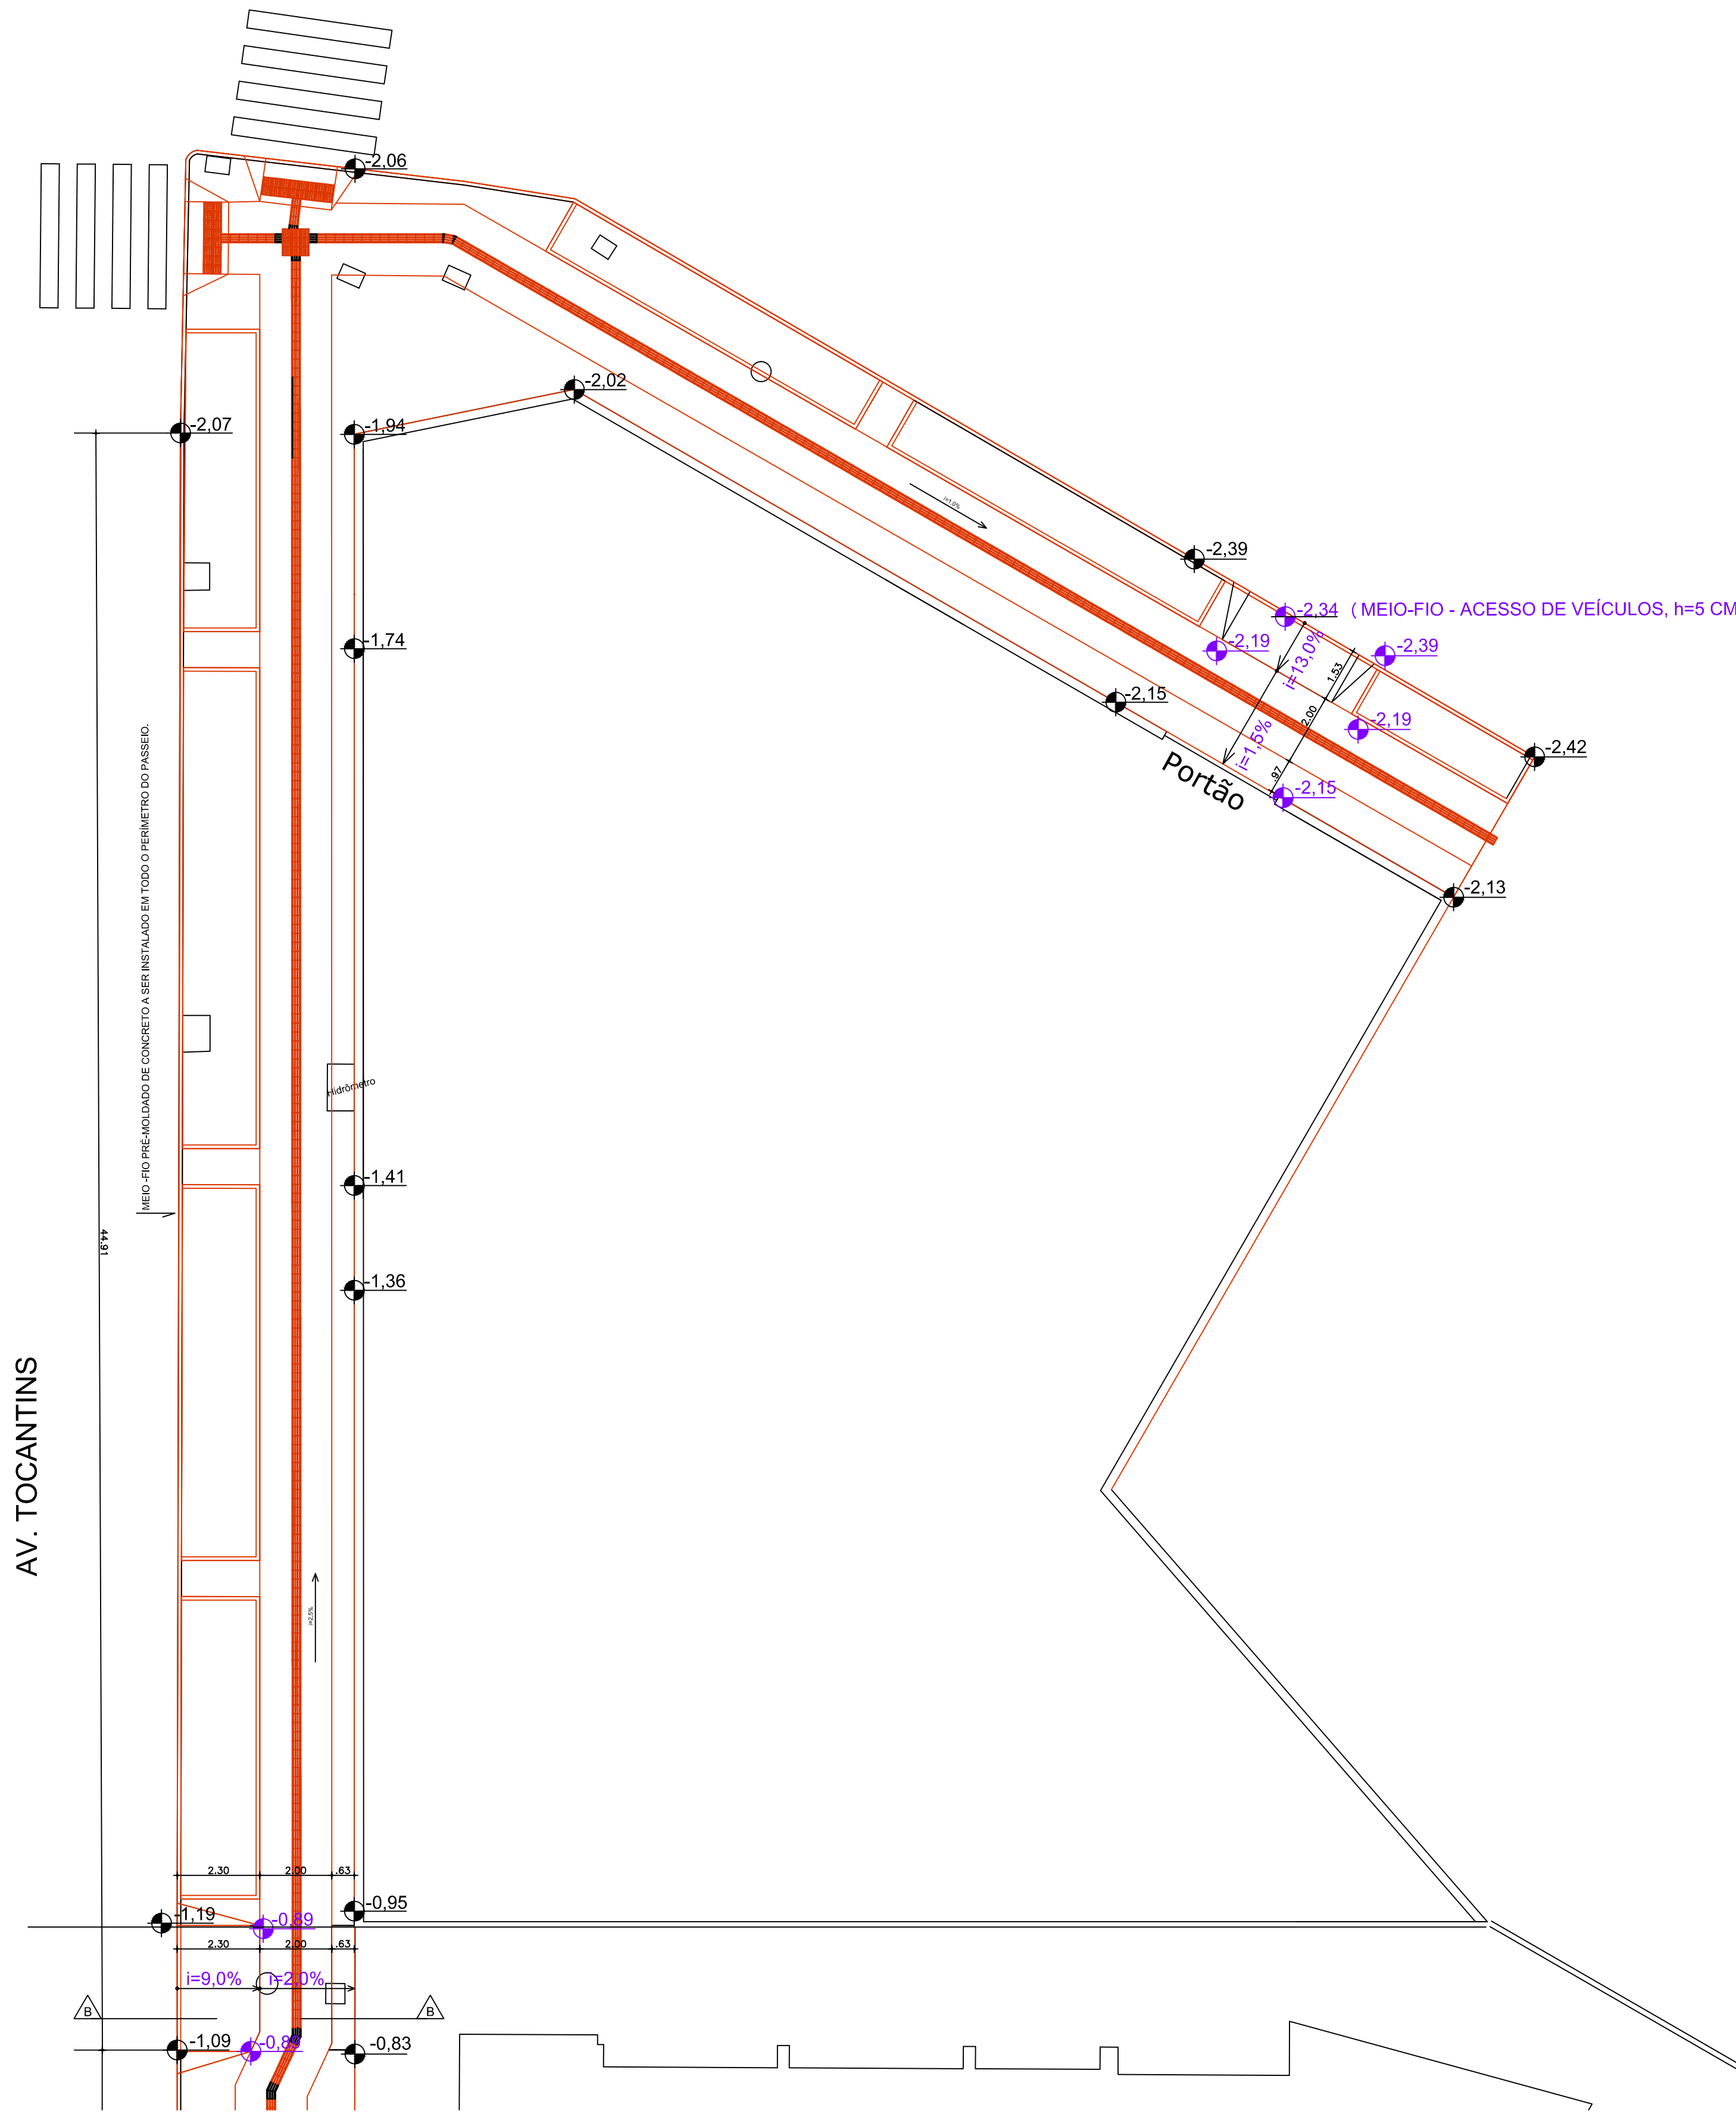 -2,06
-2,02
-2,07
-1,94
i=1.0%
-2,39
-2,34 (MEIO-FIO - ACESSO DE VEÍCULOS, h=5 CM
-2,19
i=13,0%
-2,39
1.53
-1,74
-2,15
2.00
-2,19
i=1,5%
-2,42
.97
Portão
-2,15
MEIO -FIO PRÉ-MOLDADO DE CONCRETO A SER INSTALADO EM TODO O PERÍMETRO DO PASSEIO.
-2,13
Hidrômetro
-1,41
44.91
-1,36
AV. TOCANTINS
i=2.5%
2.30
2.00
.63
-0,95
-1,19
-0,89
2.30
2.00
.63
i=9,0%
i=2,0%
B
B
-1,09
-0,89
-0,83